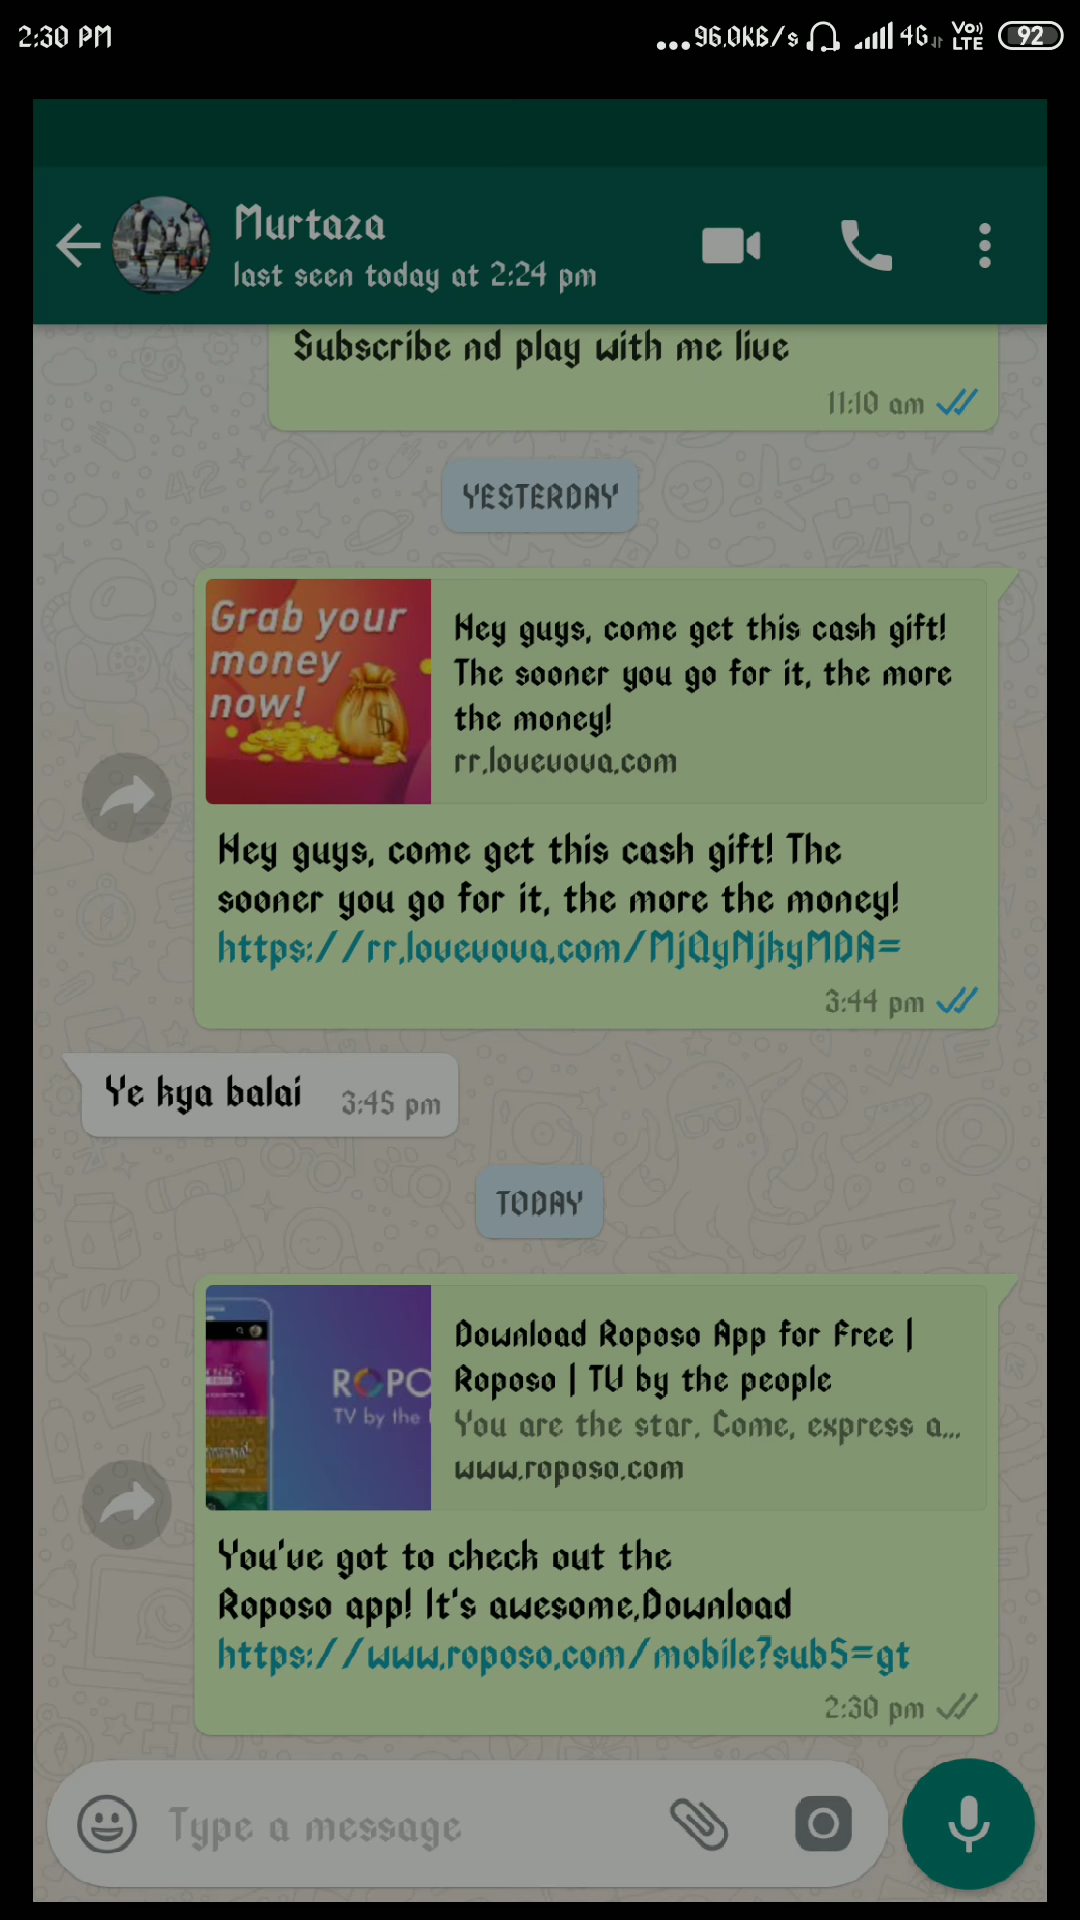 2:30 PM
...96.0KB/s 4G VoLTE 92
Murtaza
last seen today at 2:24 pm
Subscribe nd play with me live
11:10 am
YESTERDAY
Grab your
money
now!
Hey guys, come get this cash gift!
The sooner you go for it, the more
the money!
rr.lovevova.com
Hey guys, come get this cash gift! The
sooner you go for it, the more the money!
https://rr.lovevova.com/MjQyNjkyMDA=
3:44 pm
Ye kya balai
3:45 pm
TODAY
ROPO
TV by the
Download Roposo App for Free |
Roposo | TV by the people
You are the star. Come, express a...
www.roposo.com
You've got to check out the
Roposo app! It's awesome.Download
https://www.roposo.com/mobile?subS=gt
2:30 pm
Type a message